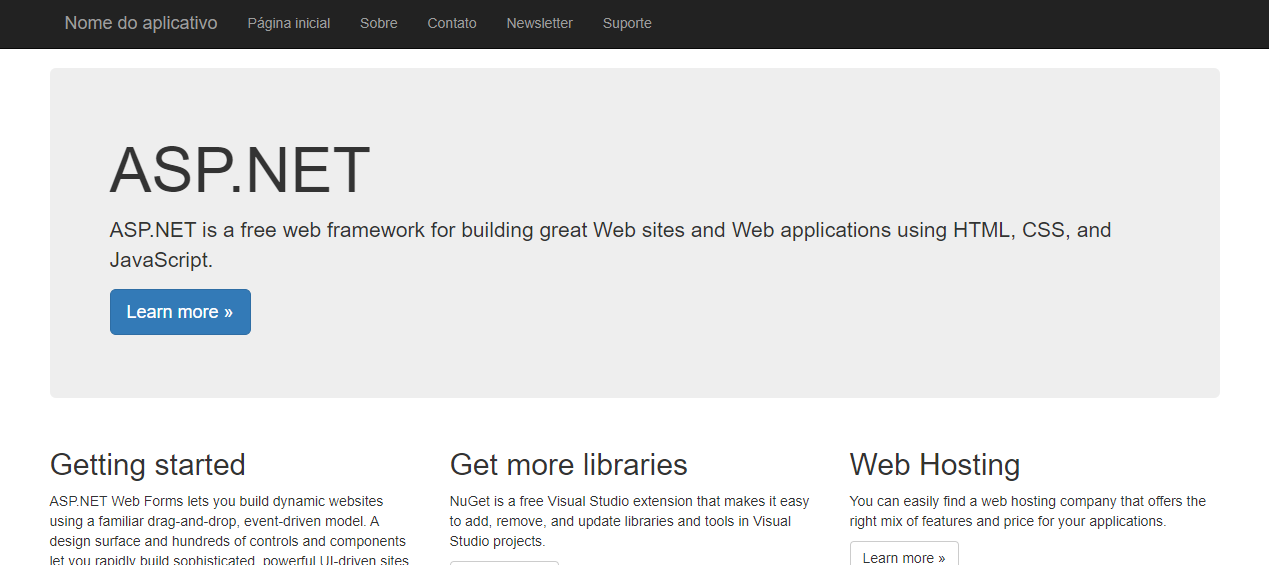 Nome do aplicativo Página inicial Sobre Contato Newsletter Suporte
ASP.NET
ASP.NET is a free web framework for building great Web sites and Web applications using HTML, CSS, and
JavaScript.
Learn more »
Getting started
ASP.NET Web Forms lets you build dynamic websites
using a familiar drag-and-drop, event-driven model. A
design surface and hundreds of controls and components
let you rapidly build sophisticated, powerful UI-driven sites
Get more libraries
NuGet is a free Visual Studio extension that makes it easy
to add, remove, and update libraries and tools in Visual
Studio projects.
Web Hosting
You can easily find a web hosting company that offers the
right mix of features and price for your applications.
Learn more »